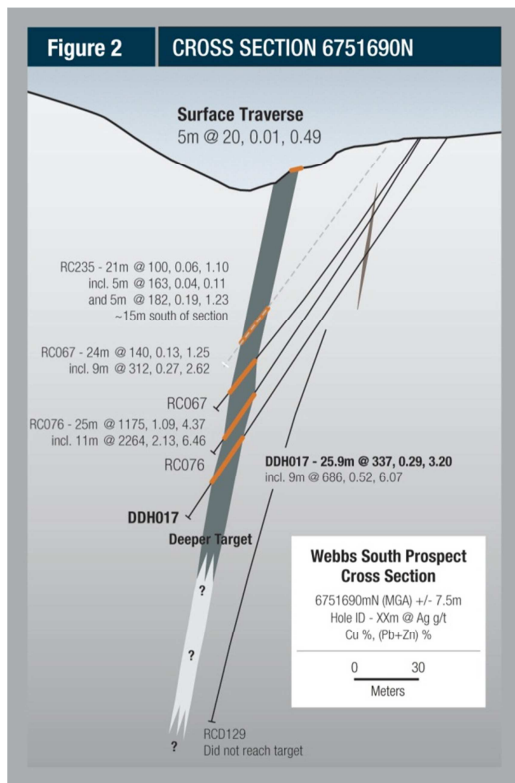 Figure 2
CROSS SECTION 6751690N
Surface Traverse
5m @ 20, 0.01, 0.49
RC235 - 21m @ 100, 0.06, 1.10
incl. 5m @ 163, 0.04, 0.11
and 5m @ 182, 0.19, 1.23
~15m south of section
RC067 - 24m @ 140, 0.13, 1.25
incl. 9m @ 312, 0.27, 2.62
RC067
RC076 - 25m @ 1175, 1.09, 4.37
incl. 11m @ 2264, 2.13, 6.46
RC076
DDH017 - 25.9m @ 337, 0.29, 3.20
incl. 9m @ 686, 0.52, 6.07
DDH017
Deeper Target
?
?
?
RCD129
Did not reach target
Webbs South Prospect
Cross Section
6751690mN (MGA) +/- 7.5m
Hole ID - XXm @ Ag g/t
Cu %, (Pb+Zn) %
0 30
Meters